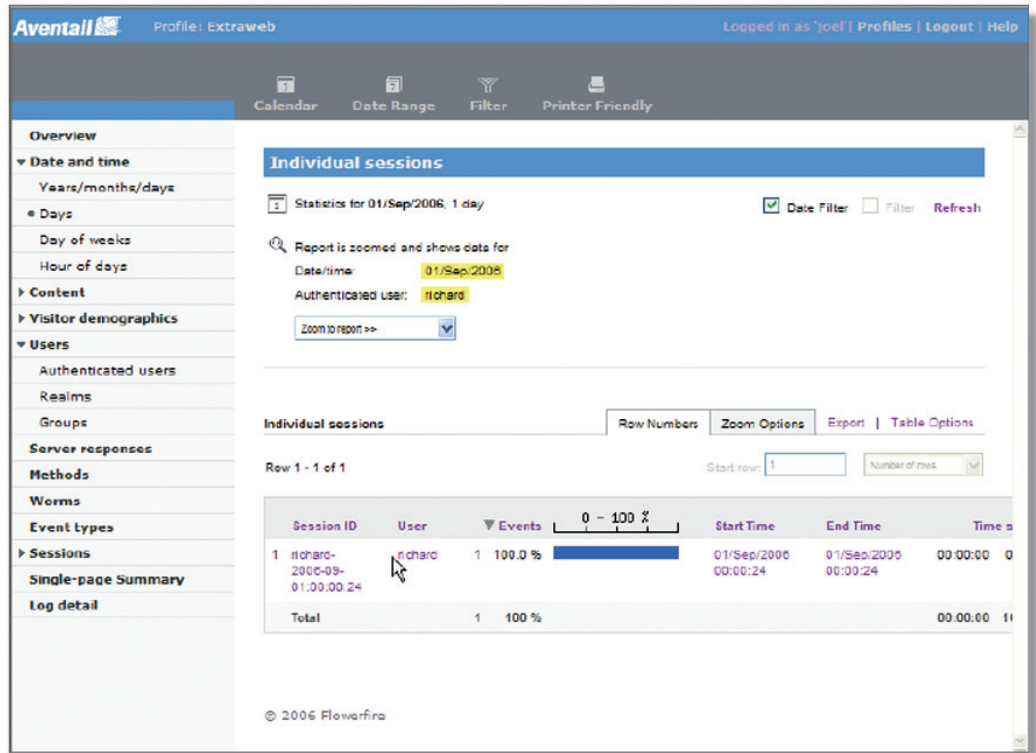 Aventail Profile: Extraweb Logged in as 'joel' | Profiles | Logout | Help
Calendar Date Range Filter Printer Friendly
Overview
Date and time
Years/months/days
Days
Day of weeks
Hour of days
Content
Visitor demographics
Users
Authenticated users
Realms
Groups
Server responses
Methods
Worms
Event types
Sessions
Single-page Summary
Log detail
Individual sessions
1 Statistics for 01/Sep/2006, 1 day
Date Filter Filter Refresh
Report is zoomed and shows data for
Date/time: 01/Sep/2006
Authenticated user: richard
Zoom to report >>
Individual sessions Row Numbers Zoom Options Export | Table Options
Row 1 - 1 of 1 Start row: 1 Number of rows
Session ID User Events 0 - 100 % Start Time End Time Time s
1 richard- richard 1 100.0 % 01/Sep/2006 01/Sep/2006 00:00:00 0
2006-09- 00:00:24 00:00:24
01:00:00:24
Total 1 100 % 00:00:00 10
© 2006 Flowerfire